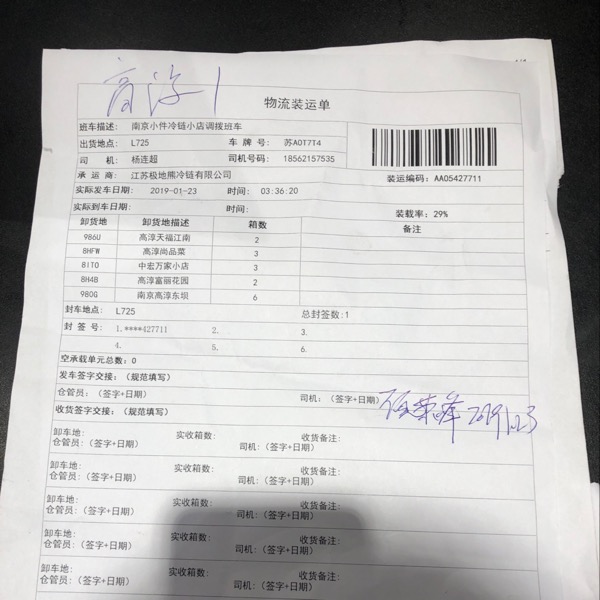 高淳1
物流装运单
班车描述: 南京小件冷链小店调拨班车
出货地点: L725 车 牌 号: 苏A0T7T4
司 机: 杨连超 司机号码: 18562157535
承 运 商: 江苏极地熊冷链有限公司 装运编码: AA05427711
实际发车日期: 2019-01-23 时间: 03:36:20
实际到车日期: 时间: 装载率: 29%
卸货地 卸货地描述 箱数 备注
986U 高淳天福江南 2
8HFW 高淳尚品菜 3
8IT0 中宏万家小店 3
8H4B 高淳富丽花园 2
980G 南京高淳东坝 6
封车地点: L725 总封签数:1
封 签 号: 1.****427711 2. 3.
4. 5. 6.
空承载单元总数: 0
发车签字交接: (规范填写)
仓管员: (签字+日期) 司机: (签字+日期) 2019.1.23
收货签字交接: (规范填写)
卸车地: 实收箱数: 收货备注:
仓管员: (签字+日期) 司机: (签字+日期)
卸车地: 实收箱数: 收货备注:
仓管员: (签字+日期) 司机: (签字+日期)
卸车地: 实收箱数: 收货备注:
仓管员: (签字+日期) 司机: (签字+日期)
卸车地: 实收箱数: 收货备注:
仓管员: (签字+日期) 司机: (签字+日期)
卸车地: 实收箱数: 收货备注:
仓管员: (签字+日期) 司机: (签字+日期)